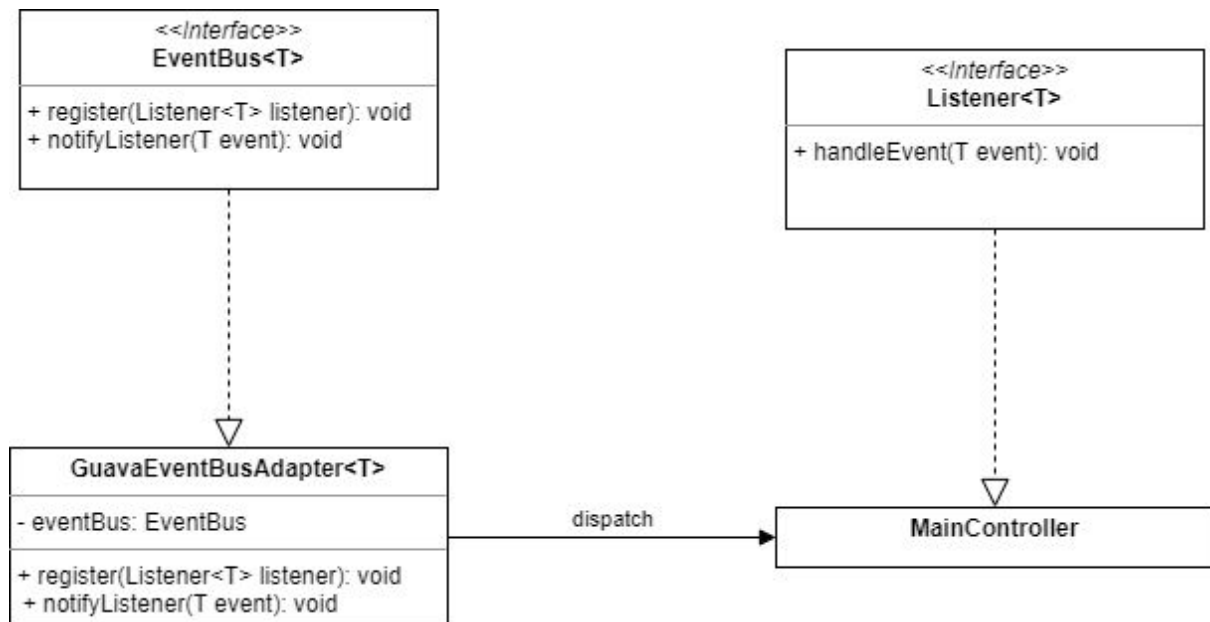 <<Interface>>
EventBus<T>
+ register(Listener<T> listener): void
+ notifyListener(T event): void
<<Interface>>
Listener<T>
+ handleEvent(T event): void
GuavaEventBusAdapter<T>
- eventBus: EventBus
+ register(Listener<T> listener): void
+ notifyListener(T event): void
dispatch
MainController